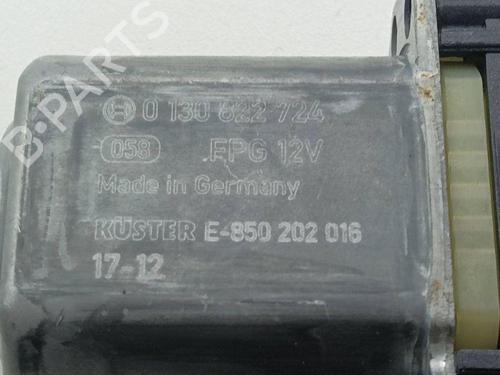 0 130 822 724
058 FPG 12V
Made in Germany
KÜSTER E-850 202 016
17-12
B-PARTS